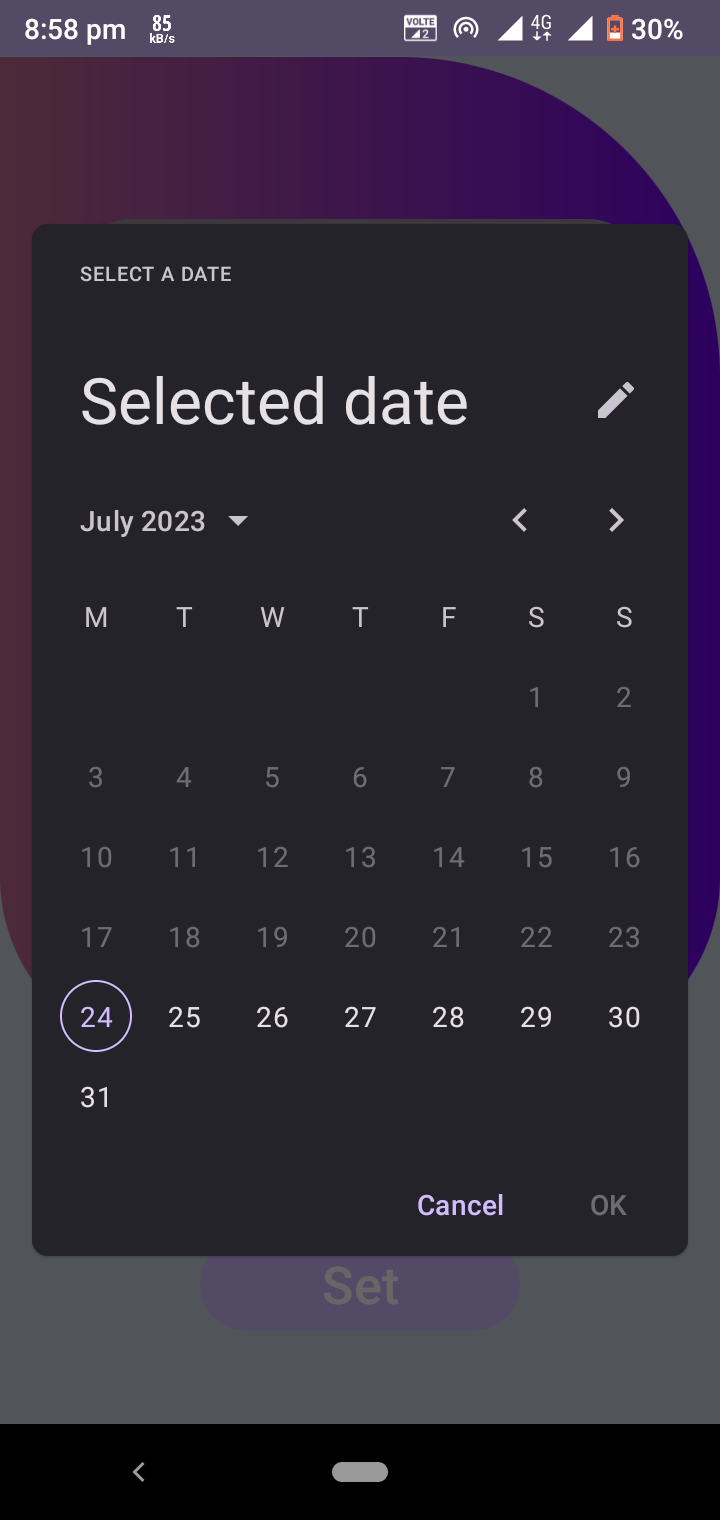 8:58 pm 85 kB/s VOLTE 2 4G 30%
SELECT A DATE
Selected date
July 2023
M T W T F S S
1 2
3 4 5 6 7 8 9
10 11 12 13 14 15 16
17 18 19 20 21 22 23
24 25 26 27 28 29 30
31
Cancel OK
Set